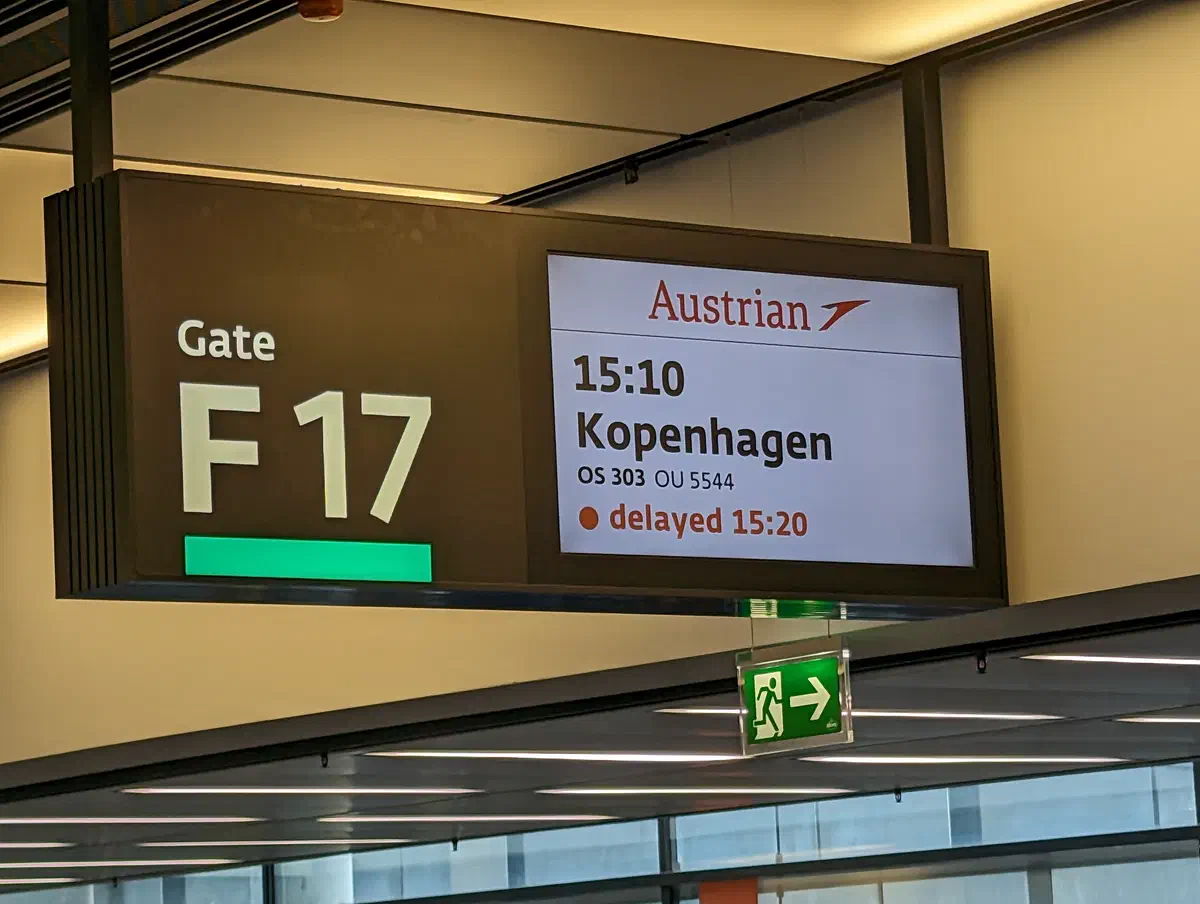 Gate
F 17
Austrian
15:10
Kopenhagen
OS 303 OU 5544
delayed 15:20